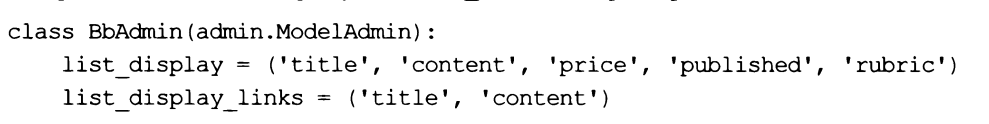 class BbAdmin(admin.ModelAdmin):
    list_display = ('title', 'content', 'price', 'published', 'rubric')
    list_display_links = ('title', 'content')